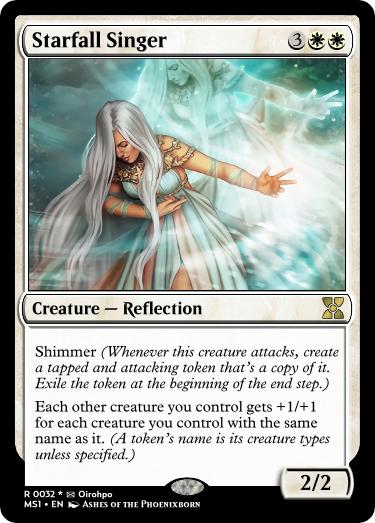 Starfall Singer 3
Creature — Reflection
Shimmer (Whenever this creature attacks, create
a tapped and attacking token that's a copy of it.
Exile the token at the beginning of the end step.)
Each other creature you control gets +1/+1
for each creature you control with the same
name as it. (A token's name is its creature types
unless specified.)
2/2
R 0032 * Oirohpo
MS1 • EN Ashes of the Phoenixborn